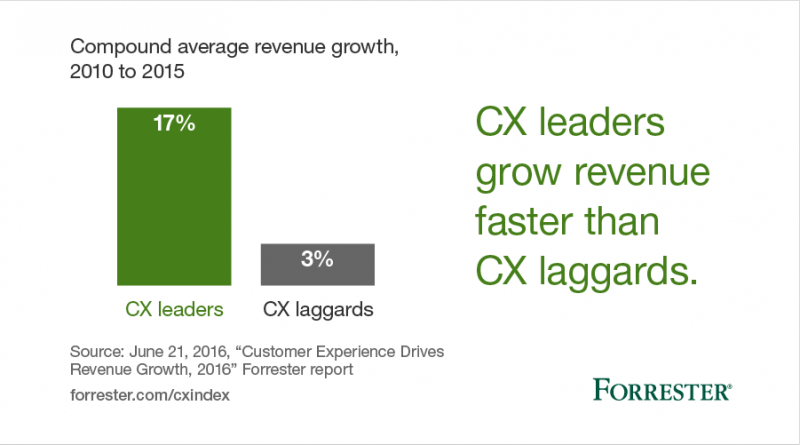 Compound average revenue growth,
2010 to 2015
17%
3%
CX leaders
CX laggards
CX leaders
grow revenue
faster than
CX laggards.
Source: June 21, 2016, “Customer Experience Drives
Revenue Growth, 2016” Forrester report
forrester.com/cxindex
FORRESTER®